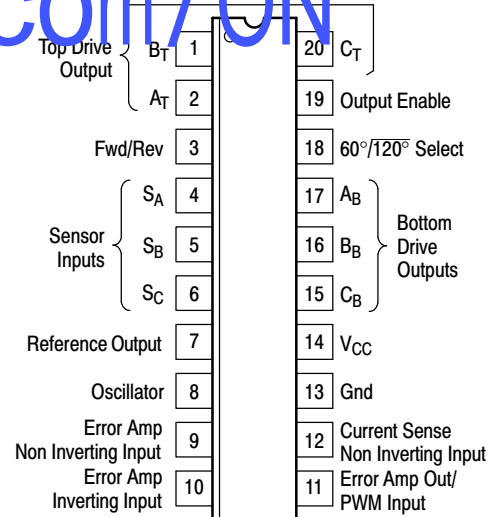 com/ON
Top Drive
Output
B_T 1
A_T 2
Fwd/Rev 3
Sensor
Inputs
S_A 4
S_B 5
S_C 6
Reference Output 7
Oscillator 8
Error Amp
Non Inverting Input 9
Error Amp
Inverting Input 10
20 C_T
19 Output Enable
18 60°/120° Select
17 A_B
16 B_B
15 C_B
Bottom
Drive
Outputs
14 V_CC
13 Gnd
12 Current Sense
Non Inverting Input
11 Error Amp Out/
PWM Input